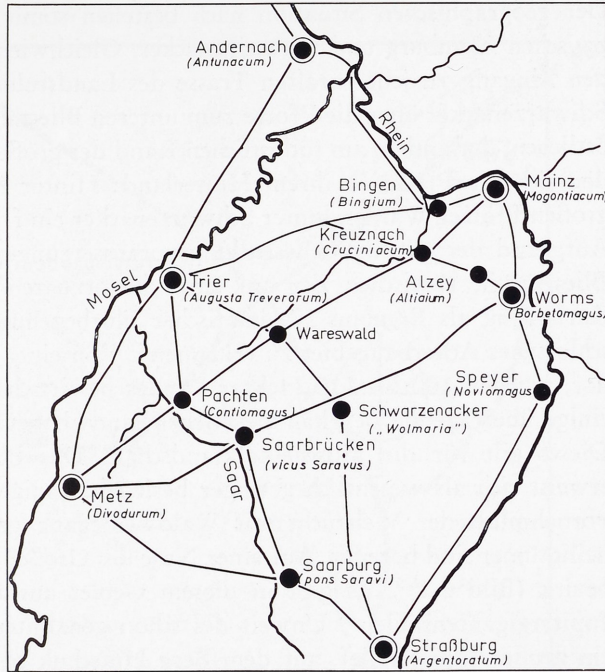 Andernach
(Antunacum)
Rhein
Bingen
(Bingium)
Mainz
(Mogontiacum)
Kreuznach
(Cruciniacum)
Mosel
Trier
(Augusta Treverorum)
Alzey
(Altiaium)
Worms
(Borbetomagus)
Wareswald
Speyer
(Noviomagus)
Pachten
(Contiomagus)
Schwarzenacker
(„Wolmaria")
Saarbrücken
(vicus Saravus)
Saar
Metz
(Divodurum)
Saarburg
(pons Saravi)
Straßburg
(Argentoratum)